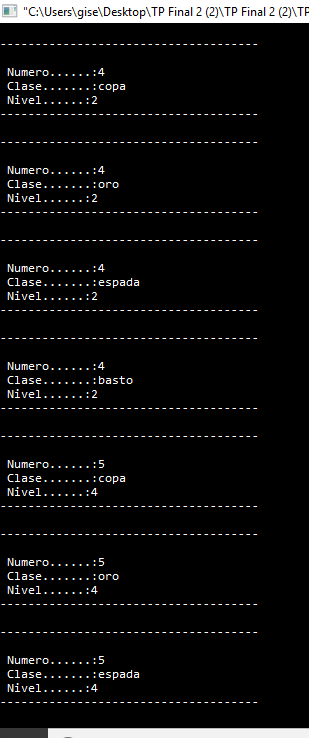 "C:\Users\gise\Desktop\TP Final 2 (2)\TP Final 2 (2)\TP
-------------------------------------
Numero......:4
Clase.......:copa
Nivel......:2
-------------------------------------
-------------------------------------
Numero......:4
Clase.......:oro
Nivel......:2
-------------------------------------
-------------------------------------
Numero......:4
Clase.......:espada
Nivel......:2
-------------------------------------
-------------------------------------
Numero......:4
Clase.......:basto
Nivel......:2
-------------------------------------
-------------------------------------
Numero......:5
Clase.......:copa
Nivel......:4
-------------------------------------
-------------------------------------
Numero......:5
Clase.......:oro
Nivel......:4
-------------------------------------
-------------------------------------
Numero......:5
Clase.......:espada
Nivel......:4
-------------------------------------